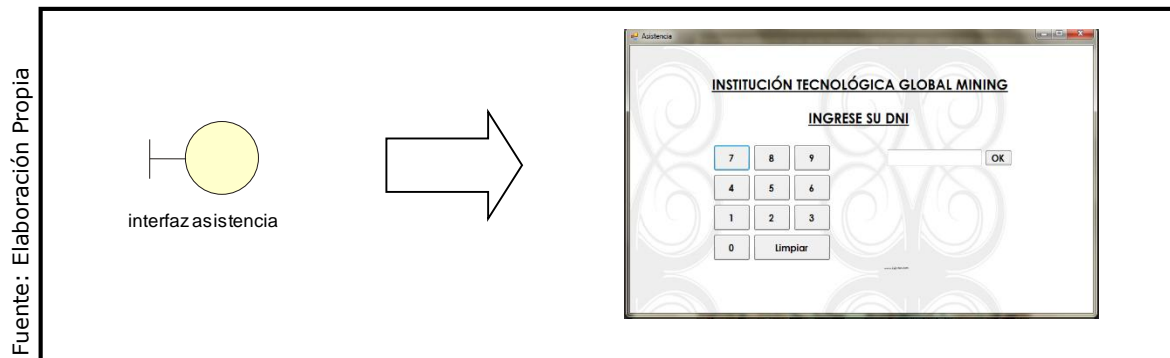 Fuente: Elaboración Propia
interfaz asistencia
Asistencia
INSTITUCIÓN TECNOLÓGICA GLOBAL MINING
INGRESE SU DNI
7 8 9 OK
4 5 6
1 2 3
0 Limpiar